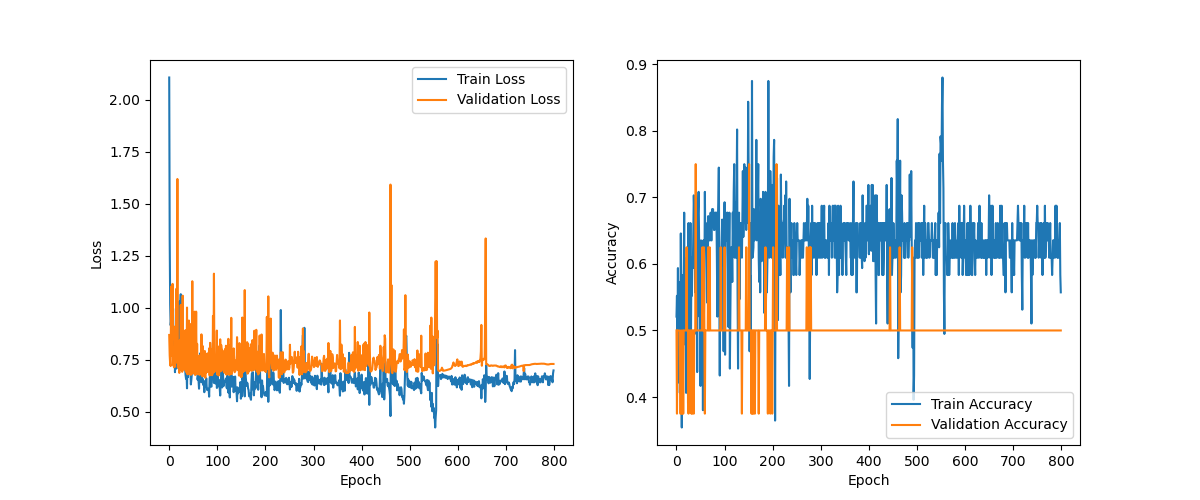 Train Loss
Validation Loss
2.00
1.75
1.50
1.25
1.00
0.75
0.50
Loss
0 100 200 300 400 500 600 700 800
Epoch
0.9
0.8
0.7
0.6
0.5
0.4
Accuracy
Train Accuracy
Validation Accuracy
0 100 200 300 400 500 600 700 800
Epoch